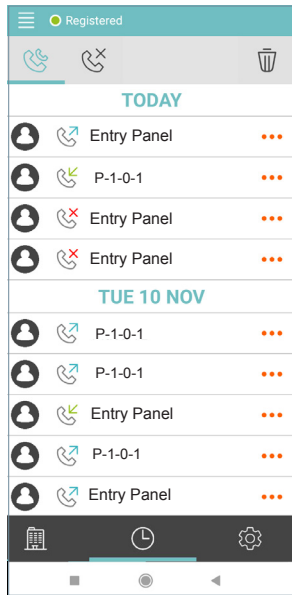 Registered
TODAY
Entry Panel
P-1-0-1
Entry Panel
Entry Panel
TUE 10 NOV
P-1-0-1
P-1-0-1
Entry Panel
P-1-0-1
Entry Panel